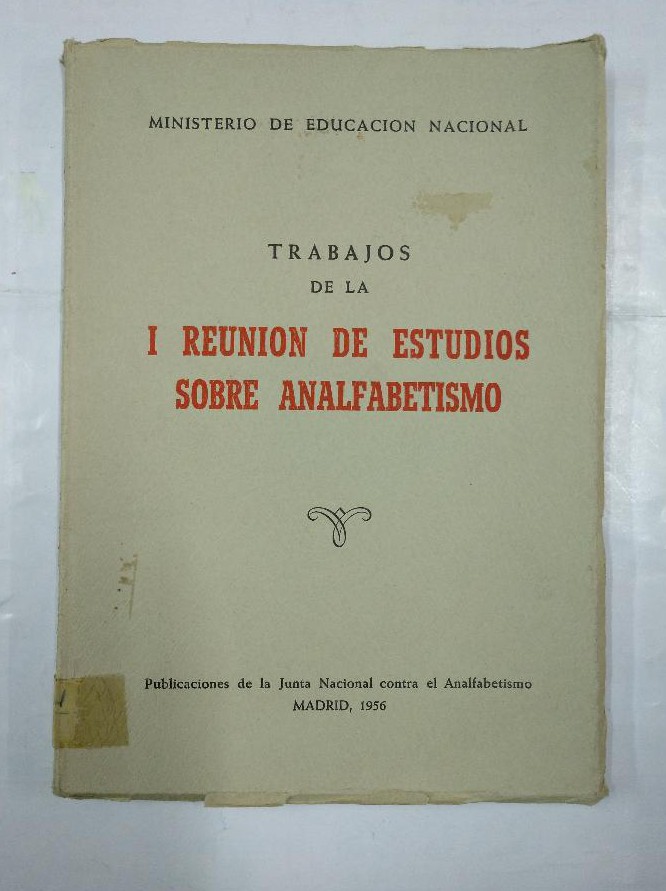 MINISTERIO DE EDUCACION NACIONAL
TRABAJOS
DE LA
I REUNION DE ESTUDIOS
SOBRE ANALFABETISMO
Publicaciones de la Junta Nacional contra el Analfabetismo
MADRID, 1956